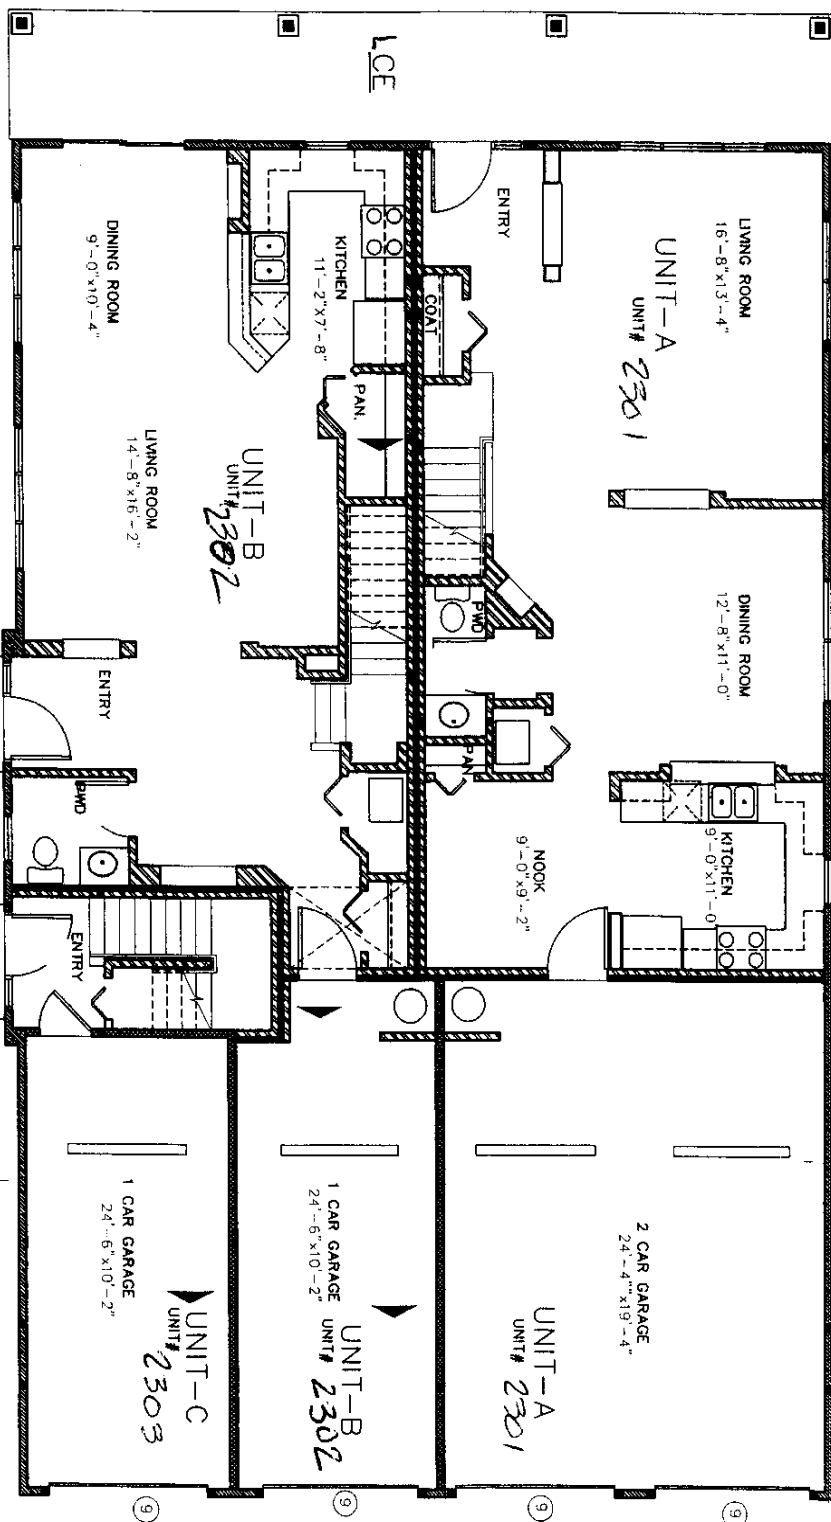 LCE
ENTRY
LIVING ROOM
16'-8"x13'-4"
UNIT-A
UNIT# 2301
COAT
KITCHEN
11'-2"x7'-8"
DINING ROOM
9'-0"x10'-4"
PAN.
LIVING ROOM
14'-8"x16'-2"
UNIT-B
UNIT# 2302
PWD
DINING ROOM
12'-8"x11'-0"
ENTRY
PAN
PWD
KITCHEN
9'-0"x11'-0
NOOK
9'-0"x9'-2"
ENTRY
1 CAR GARAGE
24'-6"x10'-2"
1 CAR GARAGE
24'-6"x10'-2"
2 CAR GARAGE
24'-4""x19'-4"
UNIT-C
UNIT# 2303
UNIT-B
UNIT# 2302
UNIT-A
UNIT# 2301
9
9
9
9